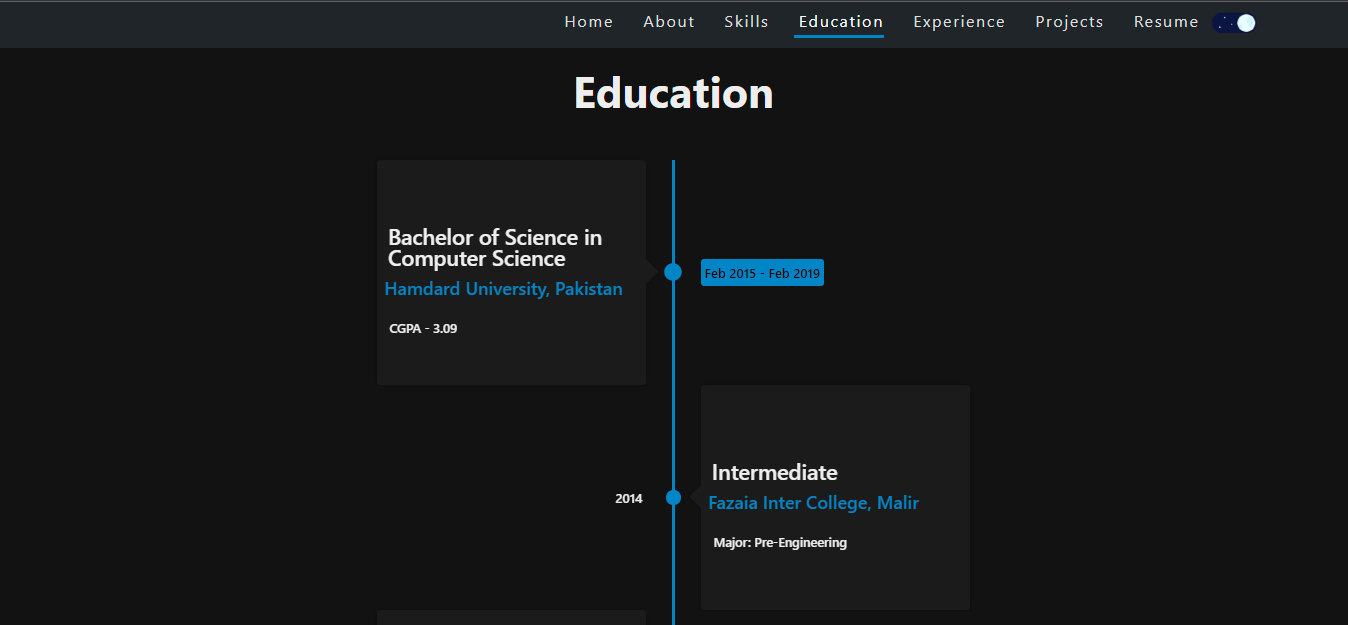 Home About Skills Education Experience Projects Resume
Education
Bachelor of Science in
Computer Science
Hamdard University, Pakistan
CGPA - 3.09
Feb 2015 - Feb 2019
2014
Intermediate
Fazaia Inter College, Malir
Major: Pre-Engineering